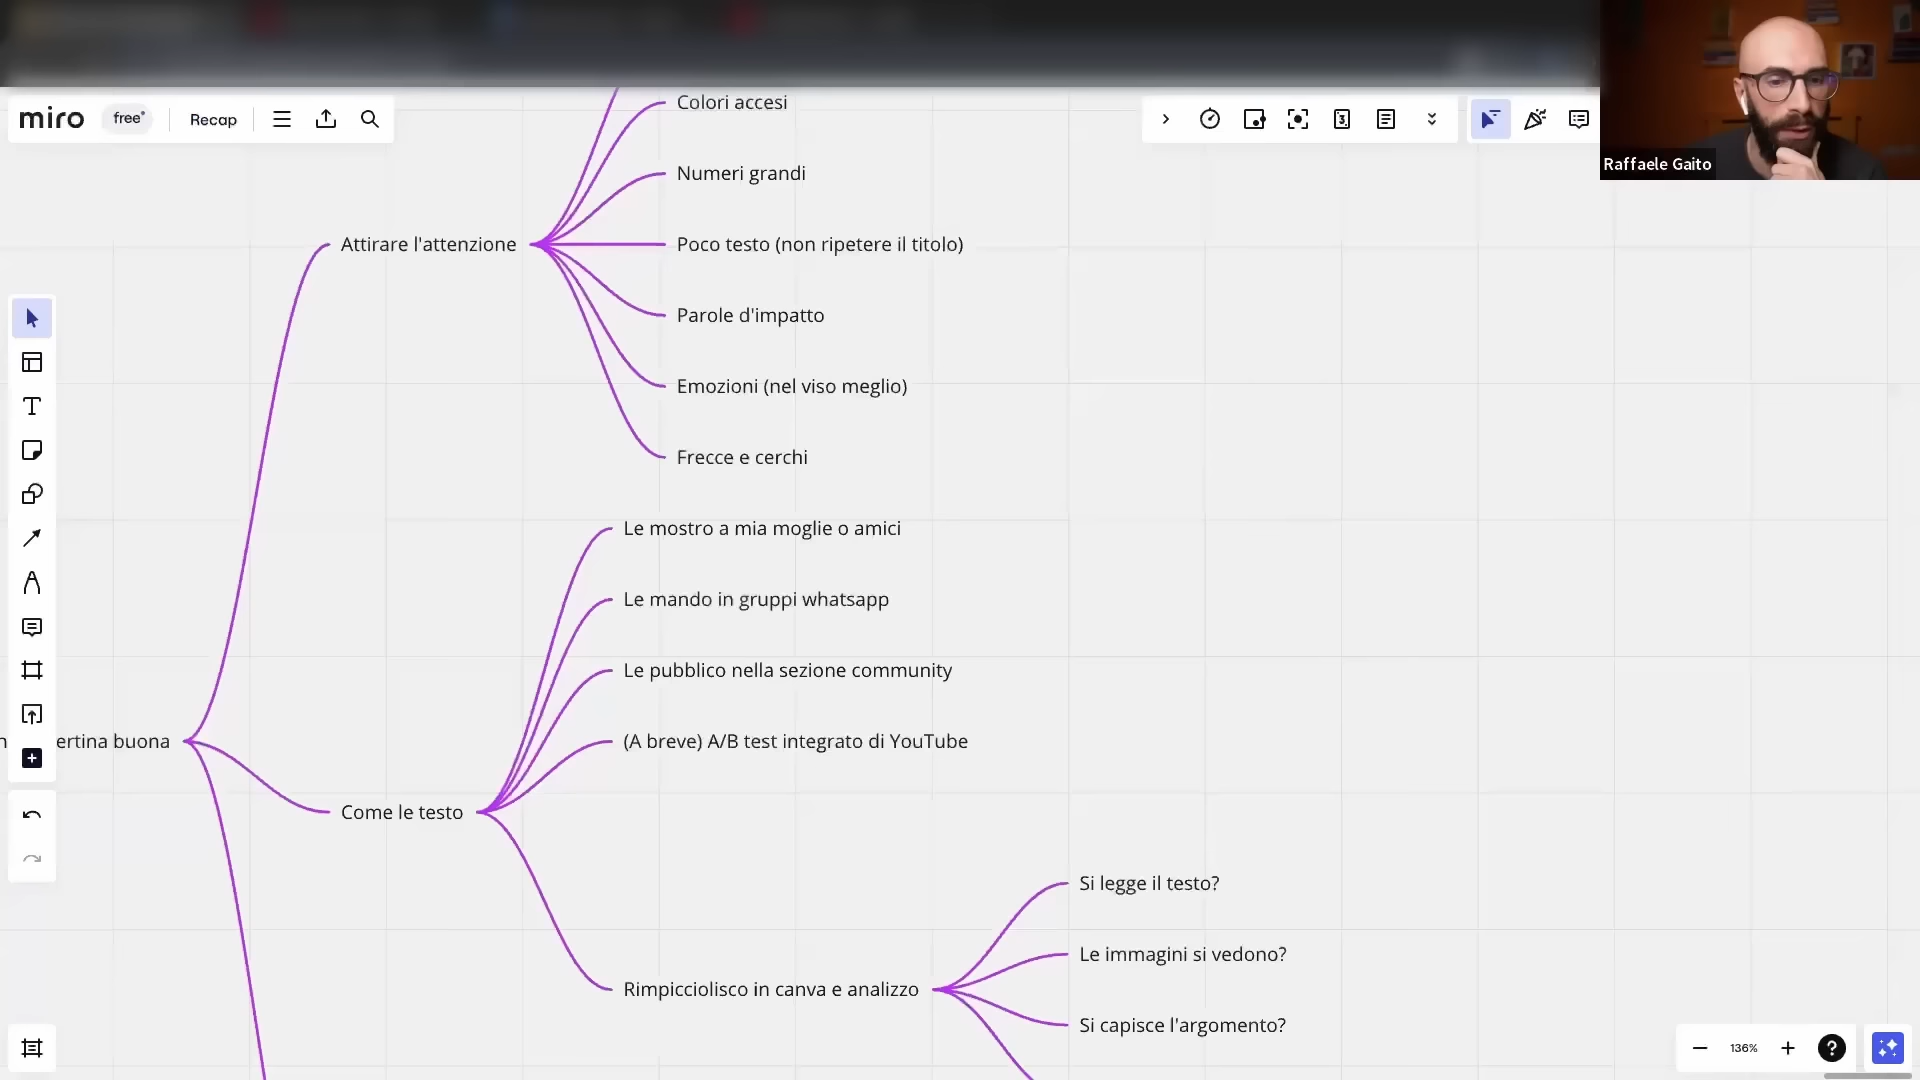 miro
free
Recap
Raffaele Gaito
Colori accesi
Numeri grandi
Attirare l'attenzione
Poco testo (non ripetere il titolo)
Parole d'impatto
Emozioni (nel viso meglio)
Frecce e cerchi
Le mostro a mia moglie o amici
Le mando in gruppi whatsapp
Le pubblico nella sezione community
ertina buona
(A breve) A/B test integrato di YouTube
Come le testo
Si legge il testo?
Le immagini si vedono?
Rimpicciolisco in canva e analizzo
Si capisce l'argomento?
136%